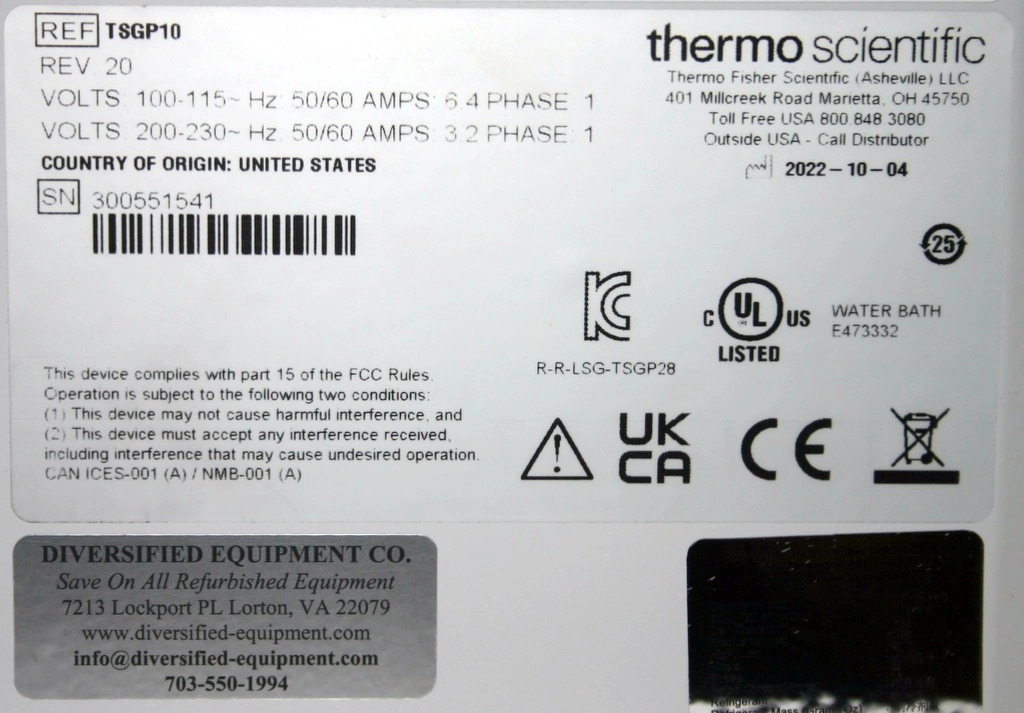 REF TSGP10
REV. 20
VOLTS: 100-115~ Hz: 50/60 AMPS: 6.4 PHASE: 1
VOLTS: 200-230~ Hz: 50/60 AMPS: 3.2 PHASE: 1
COUNTRY OF ORIGIN: UNITED STATES
SN 300551541
thermo scientific
Thermo Fisher Scientific (Asheville) LLC
401 Millcreek Road Marietta, OH 45750
Toll Free USA 800 848 3080
Outside USA - Call Distributor
2022-10-04
25
R-R-LSG-TSGP28
C UL US
LISTED
WATER BATH
E473332
This device complies with part 15 of the FCC Rules.
Operation is subject to the following two conditions:
(1) This device may not cause harmful interference, and
(2) This device must accept any interference received,
including interference that may cause undesired operation.
CAN ICES-001 (A) / NMB-001 (A)
UK
CA
CE
DIVERSIFIED EQUIPMENT CO.
Save On All Refurbished Equipment
7213 Lockport PL Lorton, VA 22079
www.diversified-equipment.com
info@diversified-equipment.com
703-550-1994
Refrigerant
Refrigerant Mass